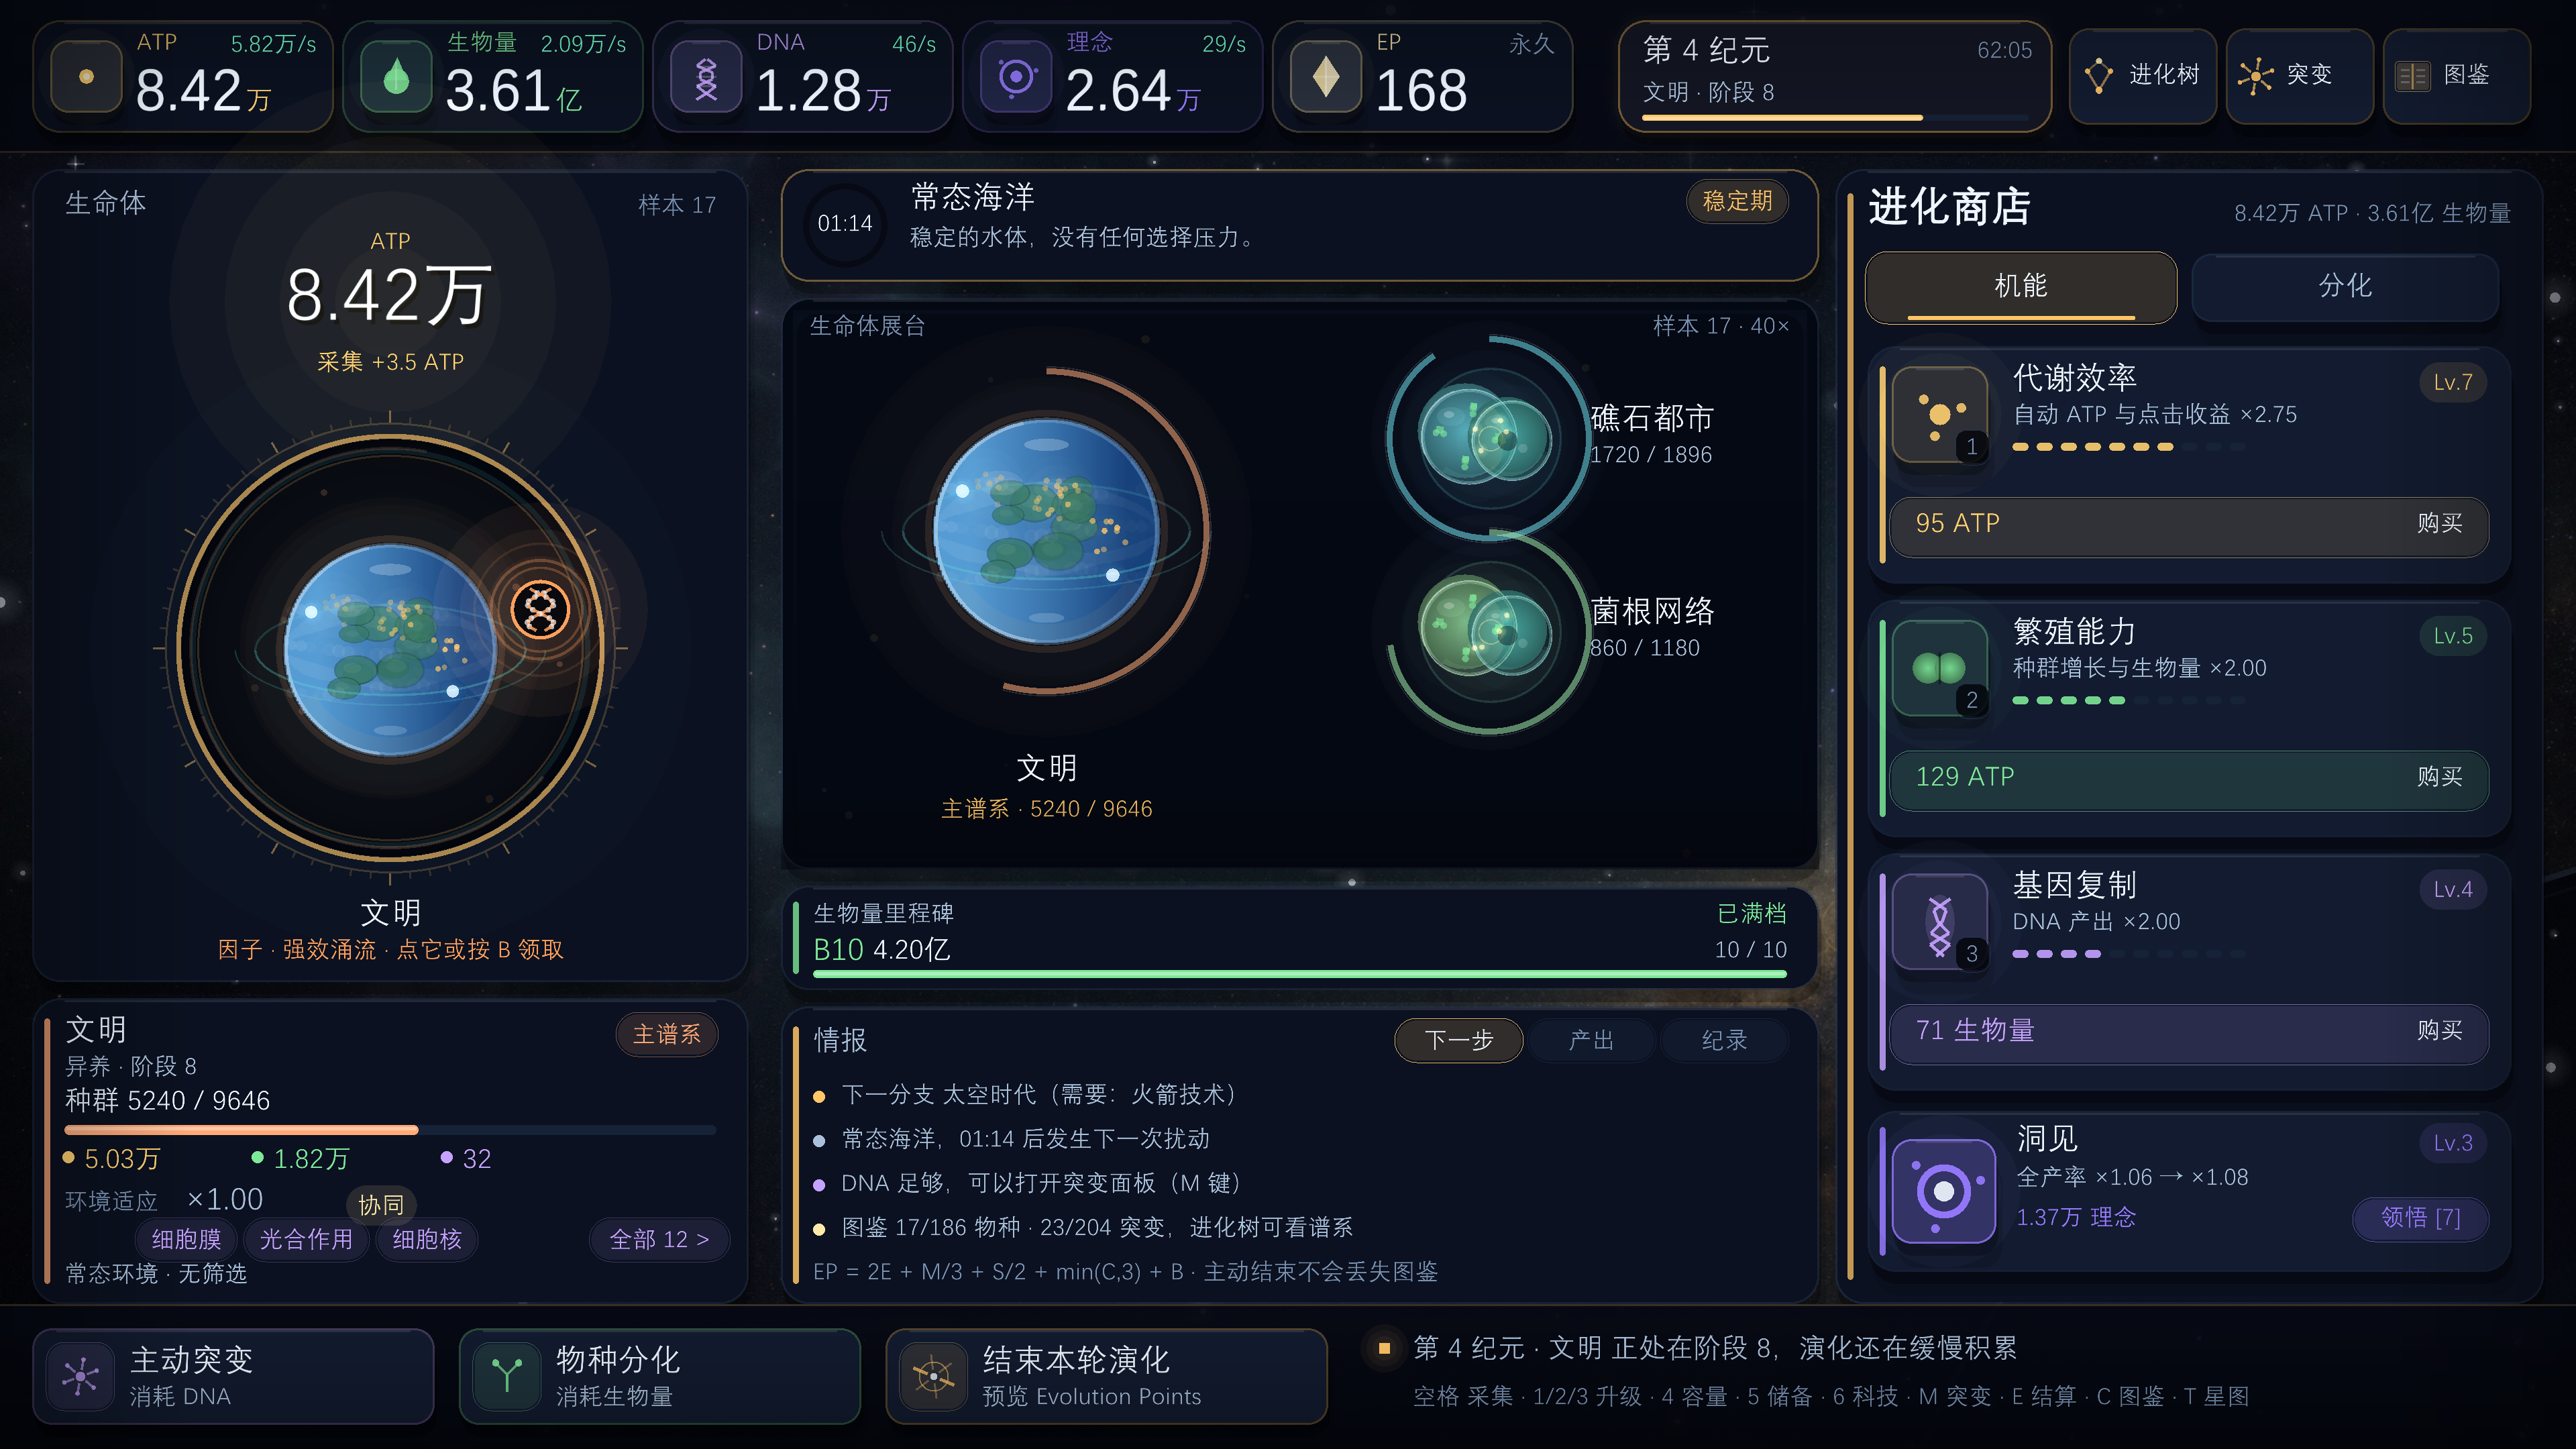 ATP 5.82万/s
8.42万
生物量 2.09万/s
3.61亿
DNA 46/s
1.28万
理念 29/s
2.64万
EP 永久
168
第 4 纪元 62:05
文明 · 阶段 8
进化树
突变
图鉴
生命体 样本 17
ATP
8.42万
采集 +3.5 ATP
文明
因子 · 强效涌流 · 点它或按 B 领取
文明 主谱系
异养 · 阶段 8
种群 5240 / 9646
5.03万 1.82万 32
环境适应 ×1.00 协同
细胞膜 光合作用 细胞核 全部 12 >
常态环境 · 无筛选
01:14
常态海洋 稳定期
稳定的水体，没有任何选择压力。
生命体展台 样本 17 · 40×
礁石都市
1720 / 1896
菌根网络
860 / 1180
文明
主谱系 · 5240 / 9646
生物量里程碑 已满档
B10 4.20亿 10 / 10
情报 下一步 产出 纪录
下一分支 太空时代（需要：火箭技术）
常态海洋，01:14 后发生下一次扰动
DNA 足够，可以打开突变面板（M 键）
图鉴 17/186 物种 · 23/204 突变，进化树可看谱系
EP = 2E + M/3 + S/2 + min(C,3) + B · 主动结束不会丢失图鉴
进化商店 8.42万 ATP · 3.61亿 生物量
机能 分化
代谢效率 Lv.7
自动 ATP 与点击收益 ×2.75
1
95 ATP 购买
繁殖能力 Lv.5
种群增长与生物量 ×2.00
2
129 ATP 购买
基因复制 Lv.4
DNA 产出 ×2.00
3
71 生物量 购买
洞见 Lv.3
全产率 ×1.06 → ×1.08
1.37万 理念 领悟 [7]
主动突变
消耗 DNA
物种分化
消耗生物量
结束本轮演化
预览 Evolution Points
第 4 纪元 · 文明 正处在阶段 8，演化还在缓慢积累
空格 采集 · 1/2/3 升级 · 4 容量 · 5 储备 · 6 科技 · M 突变 · E 结算 · C 图鉴 · T 星图